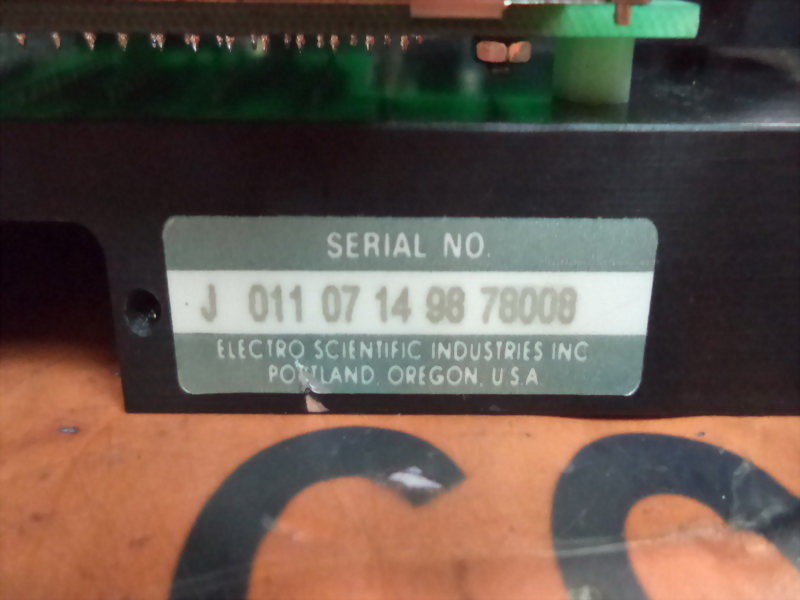 SERIAL NO.
J 011 07 14 98 78008
ELECTRO SCIENTIFIC INDUSTRIES INC
PORTLAND, OREGON, U.S.A